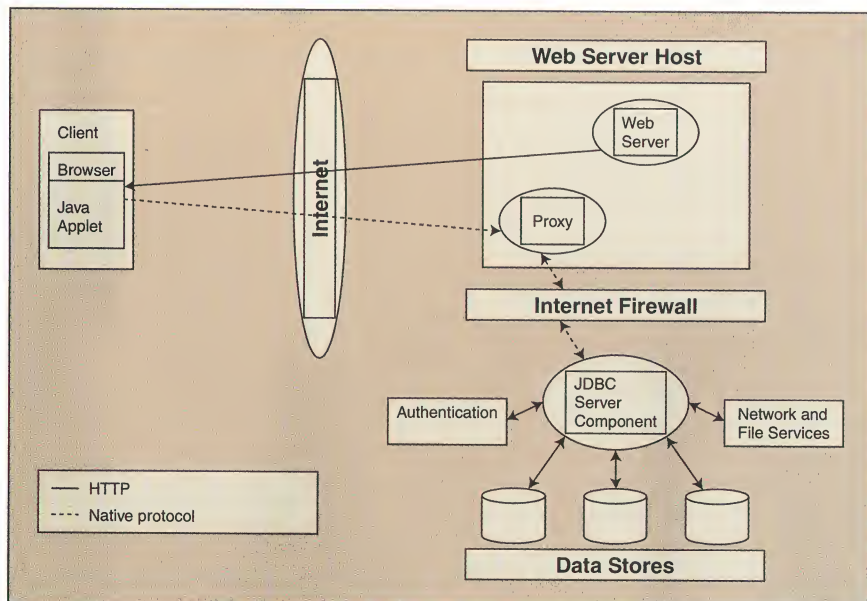 Web Server Host
Client
Browser
Java
Applet
Internet
Web
Server
Proxy
Internet Firewall
JDBC
Server
Component
Authentication
Network and
File Services
HTTP
Native protocol
Data Stores